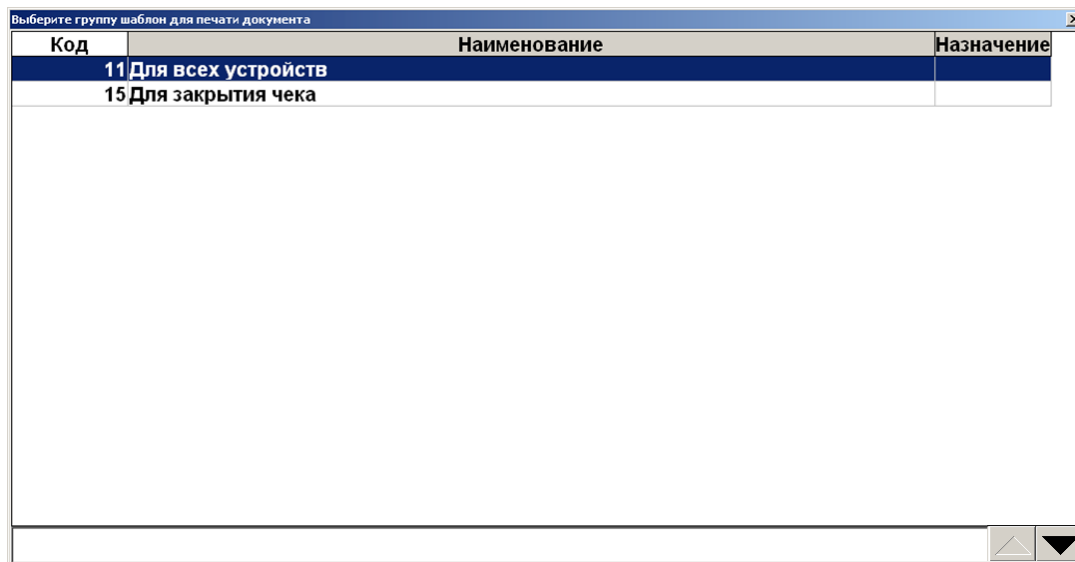 Выберите группу шаблон для печати документа
Код Наименование Назначение
11 Для всех устройств
15 Для закрытия чека